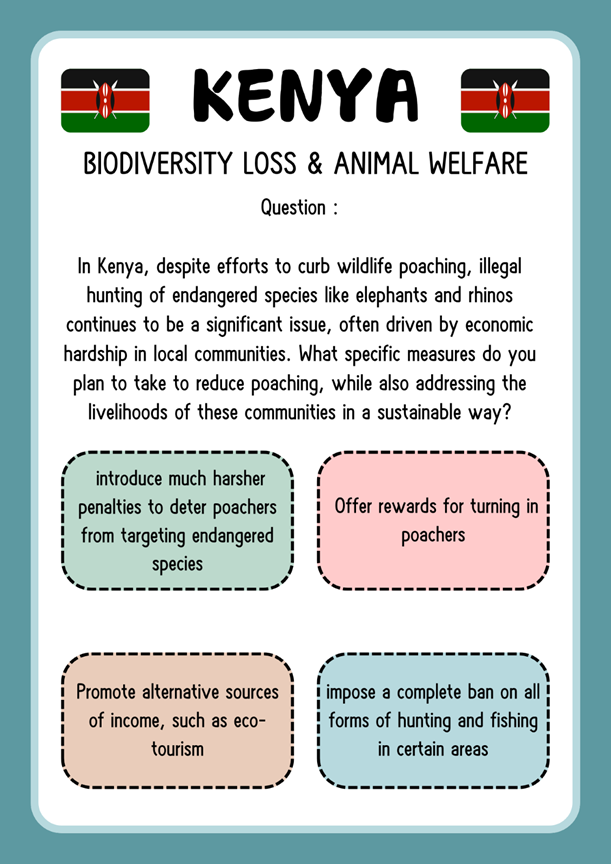 KENYA
BIODIVERSITY LOSS & ANIMAL WELFARE
Question :
In Kenya, despite efforts to curb wildlife poaching, illegal
hunting of endangered species like elephants and rhinos
continues to be a significant issue, often driven by economic
hardship in local communities. What specific measures do you
plan to take to reduce poaching, while also addressing the
livelihoods of these communities in a sustainable way?
introduce much harsher
penalties to deter poachers
from targeting endangered
species
Offer rewards for turning in
poachers
Promote alternative sources
of income, such as eco-
tourism
impose a complete ban on all
forms of hunting and fishing
in certain areas